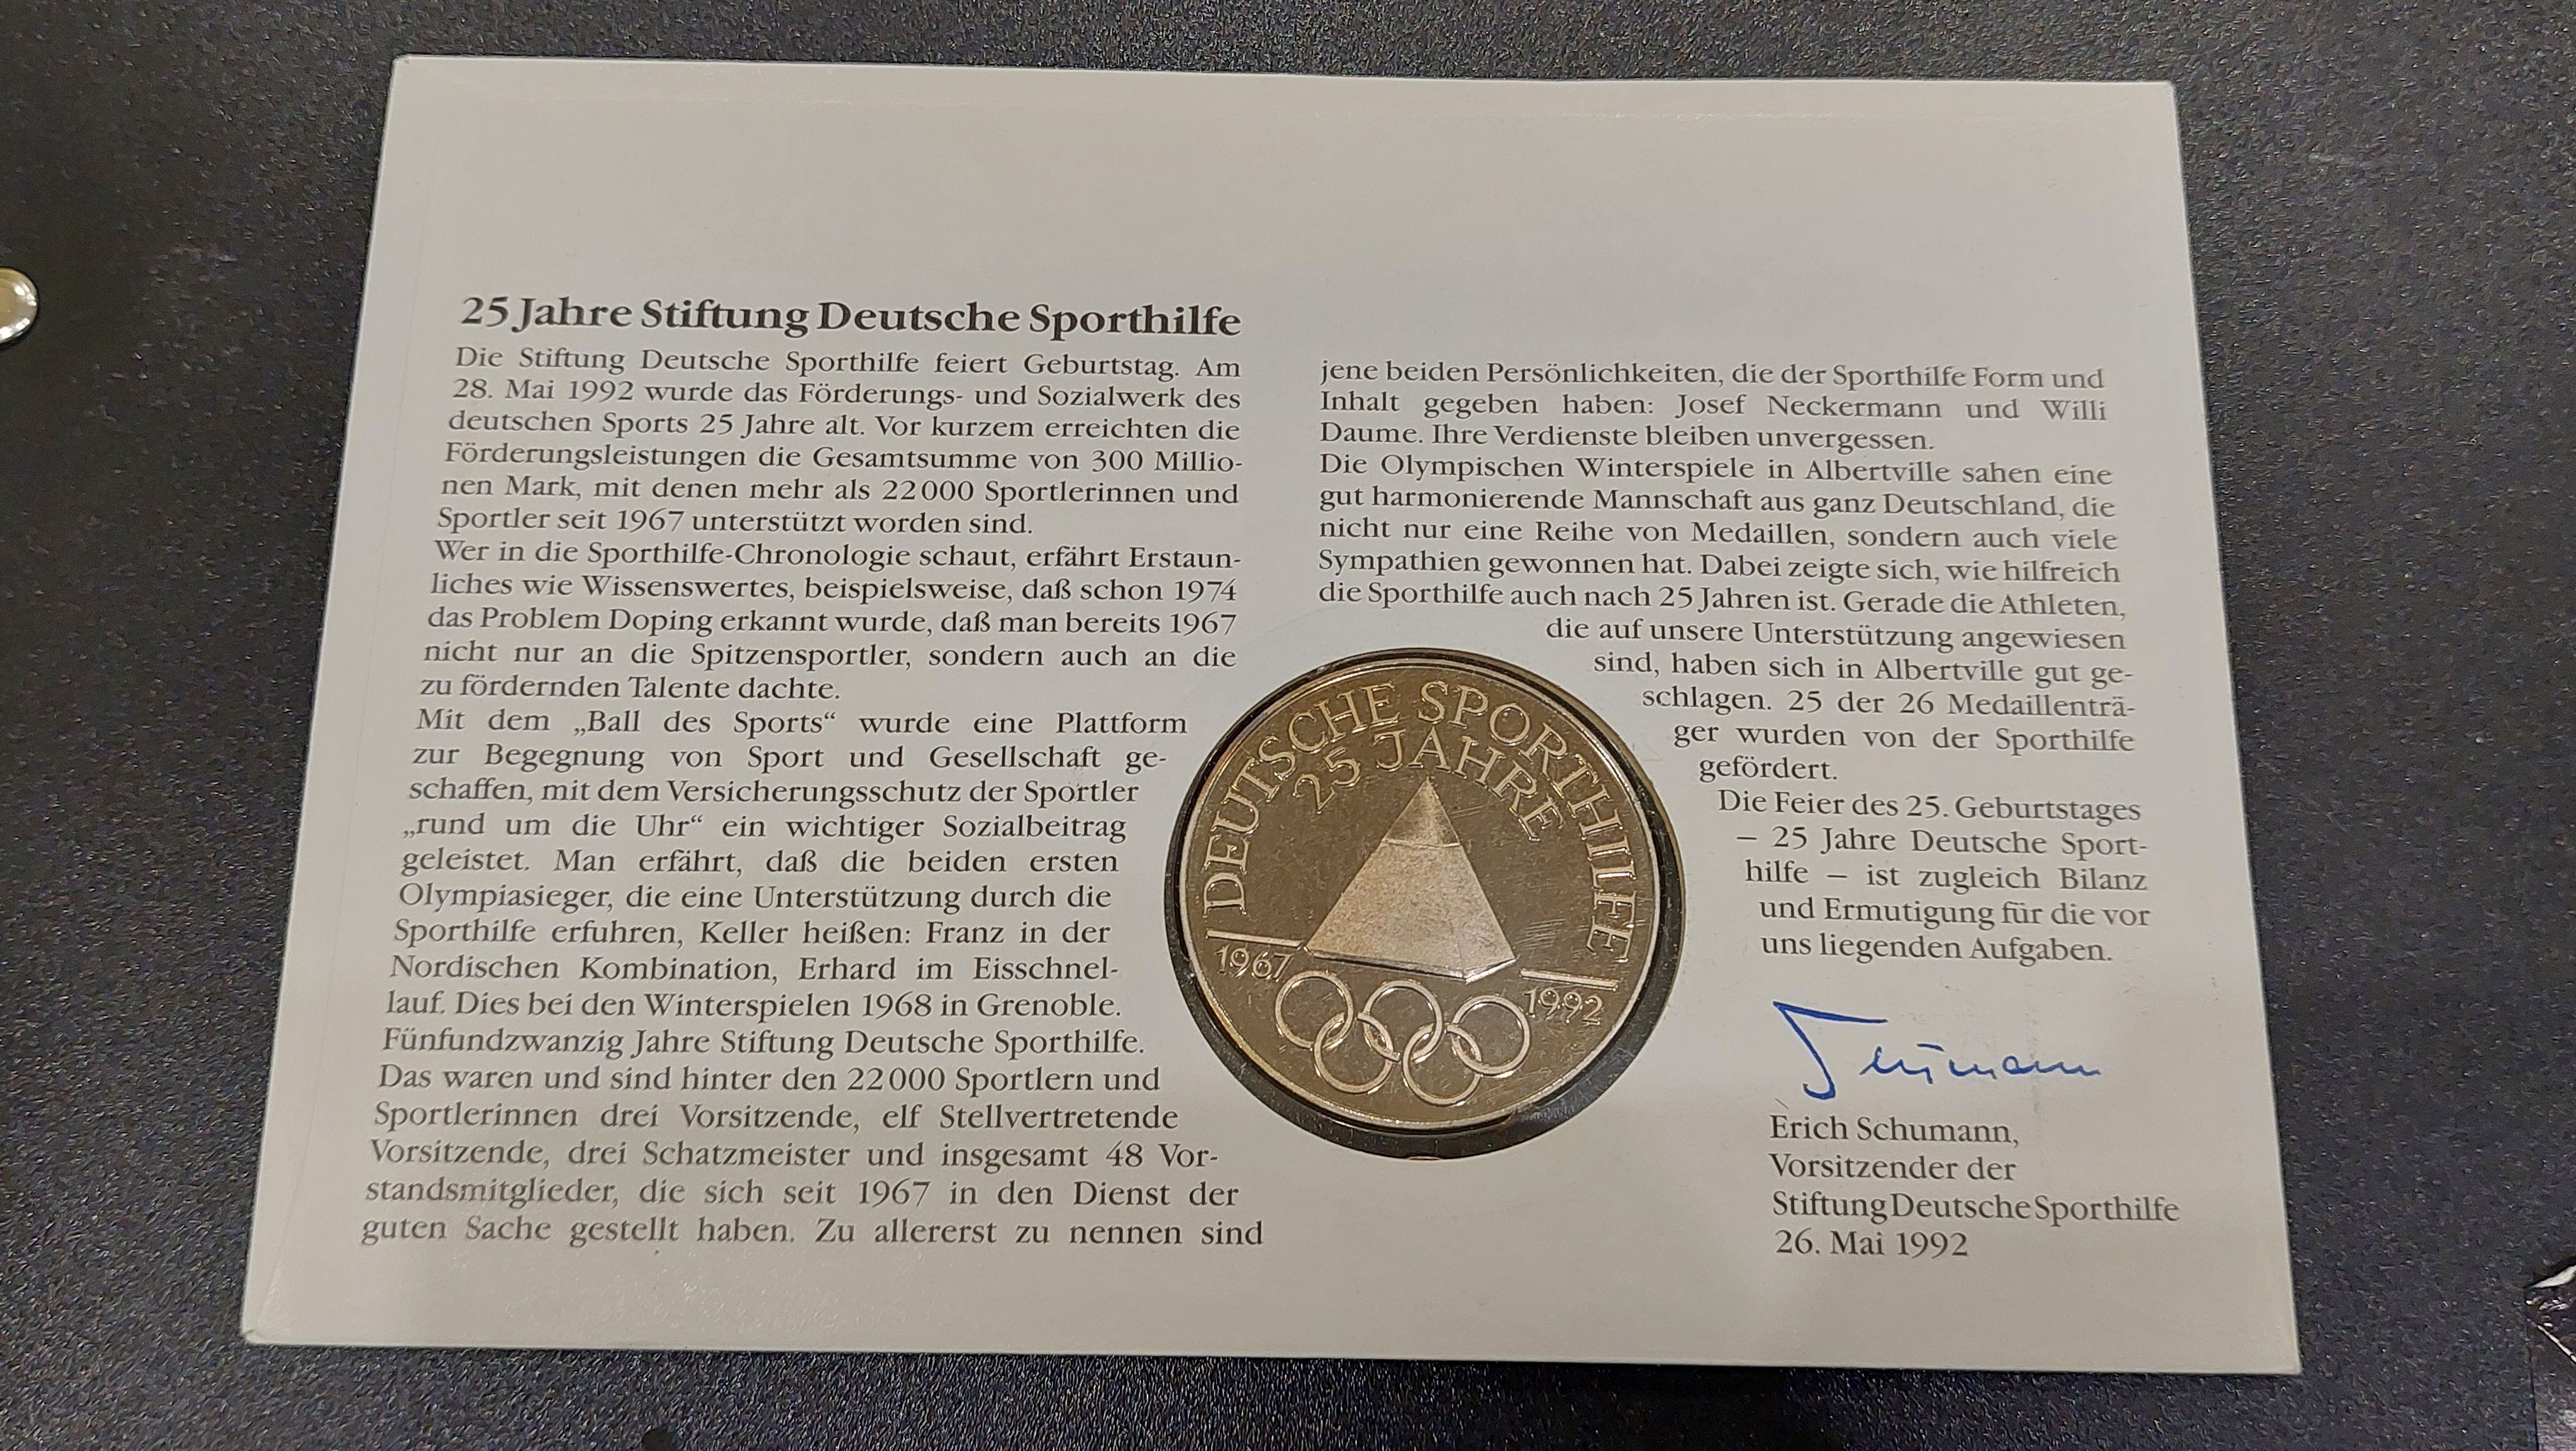 25 Jahre Stiftung Deutsche Sporthilfe
Die Stiftung Deutsche Sporthilfe feiert Geburtstag. Am
28. Mai 1992 wurde das Förderungs- und Sozialwerk des
deutschen Sports 25 Jahre alt. Vor kurzem erreichten die
Förderungsleistungen die Gesamtsumme von 300 Millio-
nen Mark, mit denen mehr als 22 000 Sportlerinnen und
Sportler seit 1967 unterstützt worden sind.
Wer in die Sporthilfe-Chronologie schaut, erfährt Erstaun-
liches wie Wissenswertes, beispielsweise, daß schon 1974
das Problem Doping erkannt wurde, daß man bereits 1967
nicht nur an die Spitzensportler, sondern auch an die
zu fördernden Talente dachte.
Mit dem „Ball des Sports“ wurde eine Plattform
zur Begegnung von Sport und Gesellschaft ge-
schaffen, mit dem Versicherungsschutz der Sportler
„rund um die Uhr“ ein wichtiger Sozialbeitrag
geleistet. Man erfährt, daß die beiden ersten
Olympiasieger, die eine Unterstützung durch die
Sporthilfe erfuhren, Keller heißen: Franz in der
Nordischen Kombination, Erhard im Eisschnel-
lauf. Dies bei den Winterspielen 1968 in Grenoble.
Fünfundzwanzig Jahre Stiftung Deutsche Sporthilfe.
Das waren und sind hinter den 22 000 Sportlern und
Sportlerinnen drei Vorsitzende, elf Stellvertretende
Vorsitzende, drei Schatzmeister und insgesamt 48 Vor-
standsmitglieder, die sich seit 1967 in den Dienst der
guten Sache gestellt haben. Zu allererst zu nennen sind
jene beiden Persönlichkeiten, die der Sporthilfe Form und
Inhalt gegeben haben: Josef Neckermann und Willi
Daume. Ihre Verdienste bleiben unvergessen.
Die Olympischen Winterspiele in Albertville sahen eine
gut harmonierende Mannschaft aus ganz Deutschland, die
nicht nur eine Reihe von Medaillen, sondern auch viele
Sympathien gewonnen hat. Dabei zeigte sich, wie hilfreich
die Sporthilfe auch nach 25 Jahren ist. Gerade die Athleten,
die auf unsere Unterstützung angewiesen
sind, haben sich in Albertville gut ge-
schlagen. 25 der 26 Medaillenträ-
ger wurden von der Sporthilfe
gefördert.
Die Feier des 25. Geburtstages
– 25 Jahre Deutsche Sport-
hilfe – ist zugleich Bilanz
und Ermutigung für die vor
uns liegenden Aufgaben.
Erich Schumann,
Vorsitzender der
Stiftung Deutsche Sporthilfe
26. Mai 1992
DEUTSCHE SPORTHILFE
25 JAHRE
1967
1992